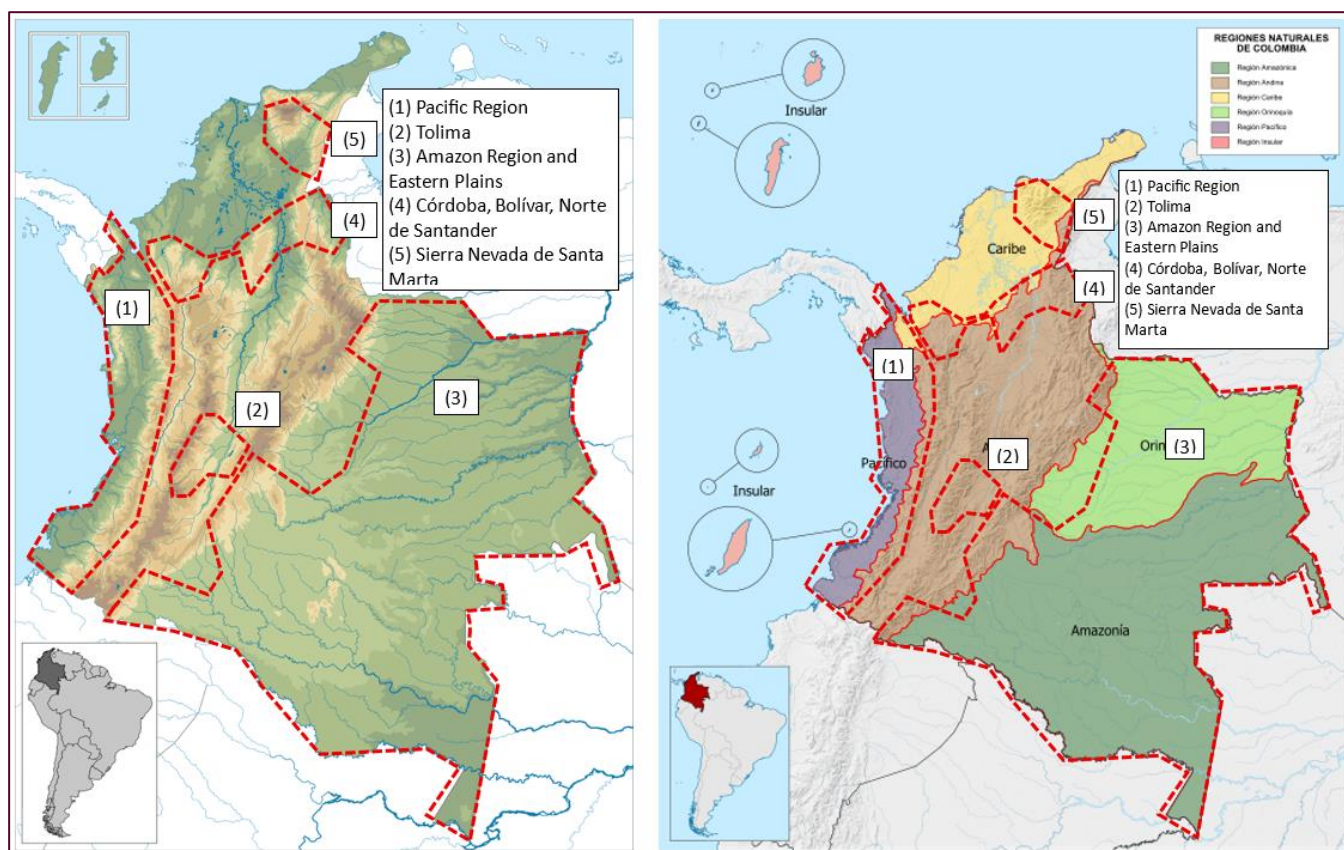 (1) Pacific Region
(2) Tolima
(3) Amazon Region and
Eastern Plains
(4) Córdoba, Bolívar, Norte
de Santander
(5) Sierra Nevada de Santa
Marta
(5)
(4)
(1)
(2)
(3)
REGIONES NATURALES
DE COLOMBIA
Región Amazónica
Región Andina
Región Caribe
Región Orinoquía
Región Pacífico
Región Insular
Insular
(1) Pacific Region
(2) Tolima
(3) Amazon Region and
Eastern Plains
(4) Córdoba, Bolívar, Norte
de Santander
(5) Sierra Nevada de Santa
Marta
(5)
Caribe
(4)
(1)
(2)
Orin
(3)
Pacífico
Insular
Amazonía